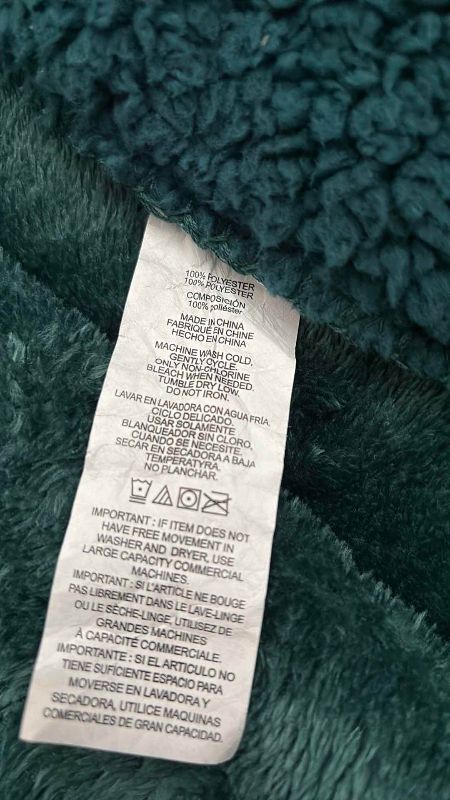 100% POLYESTER
100% POLYESTER
COMPOSICIÓN
100% poliéster
MADE IN CHINA
FABRIQUÉ EN CHINE
HECHO EN CHINA
MACHINE WASH COLD,
GENTLY CYCLE.
ONLY NON-CHLORINE
BLEACH WHEN NEEDED.
TUMBLE DRY LOW.
DO NOT IRON.
LAVAR EN LAVADORA CON AGUA FRÍA.
CICLO DELICADO.
USAR SOLAMENTE
BLANQUEADOR SIN CLORO,
CUANDO SE NECESITE.
SECAR EN SECADORA A BAJA
TEMPERATYRA.
NO PLANCHAR.
IMPORTANT : IF ITEM DOES NOT
HAVE FREE MOVEMENT IN
WASHER AND DRYER, USE
LARGE CAPACITY COMMERCIAL
MACHINES.
IMPORTANT : SI L'ARTICLE NE BOUGE
PAS LIBREMENT DANS LE LAVE-LINGE
OU LE SÈCHE-LINGE, UTILISEZ DE
GRANDES MACHINES
À CAPACITÉ COMMERCIALE.
IMPORTANTE : SI EL ARTICULO NO
TIENE SUFICIENTE ESPACIO PARA
MOVERSE EN LAVADORA Y
SECADORA, UTILICE MAQUINAS
COMERCIALES DE GRAN CAPACIDAD.